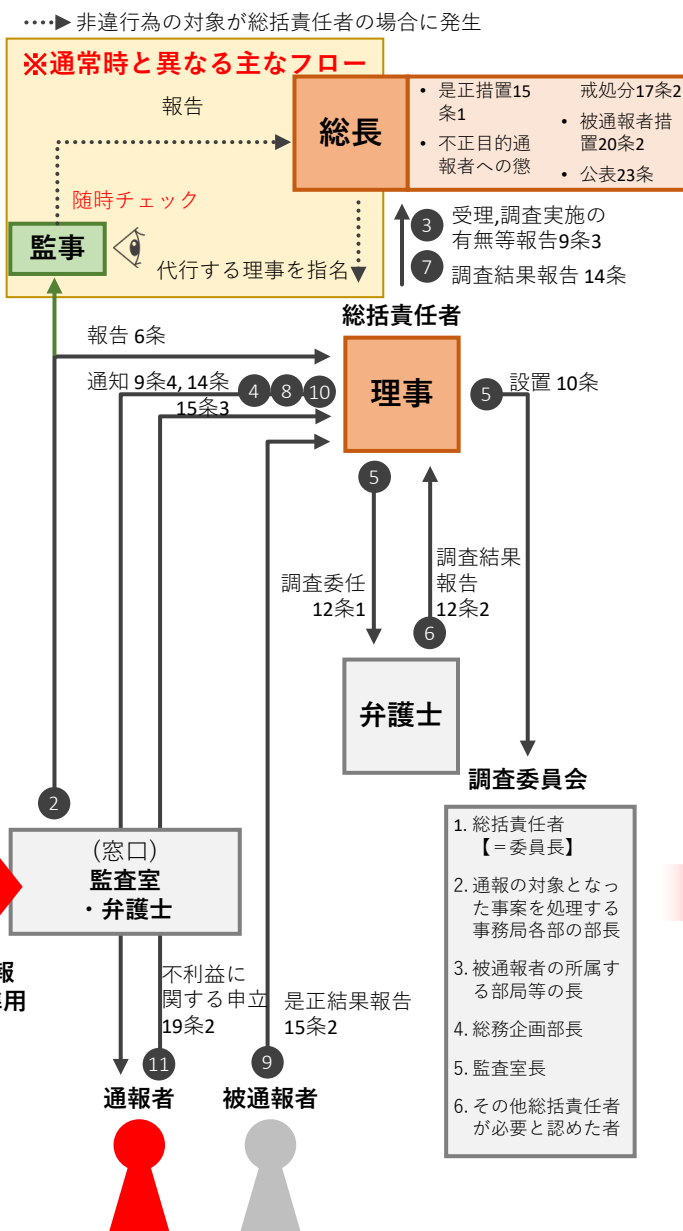 非違行為の対象が総括責任者の場合に発生
※通常時と異なる主なフロー
報告
総長
• 是正措置15
条1
• 不正目的通
報者への懲
戒処分17条2
• 被通報者措
置20条2
• 公表23条
随時チェック
監事
代行する理事を指名
3 受理,調査実施の
有無等報告9条3
7 調査結果報告 14条
総括責任者
報告 6条
理事
通知 9条4, 14条
15条3
4 8 10
5 設置 10条
5
調査委任
12条1
調査結果
報告
12条2
6
弁護士
2
(窓口)
監査室
・弁護士
調査委員会
1. 総括責任者
【＝委員長】
2. 通報の対象となっ
た事案を処理する
事務局各部の部長
3. 被通報者の所属す
る部局等の長
4. 総務企画部長
5. 監査室長
6. その他総括責任者
が必要と認めた者
報
用
不利益に
関する申立
19条2
是正結果報告
15条2
11
9
通報者
被通報者